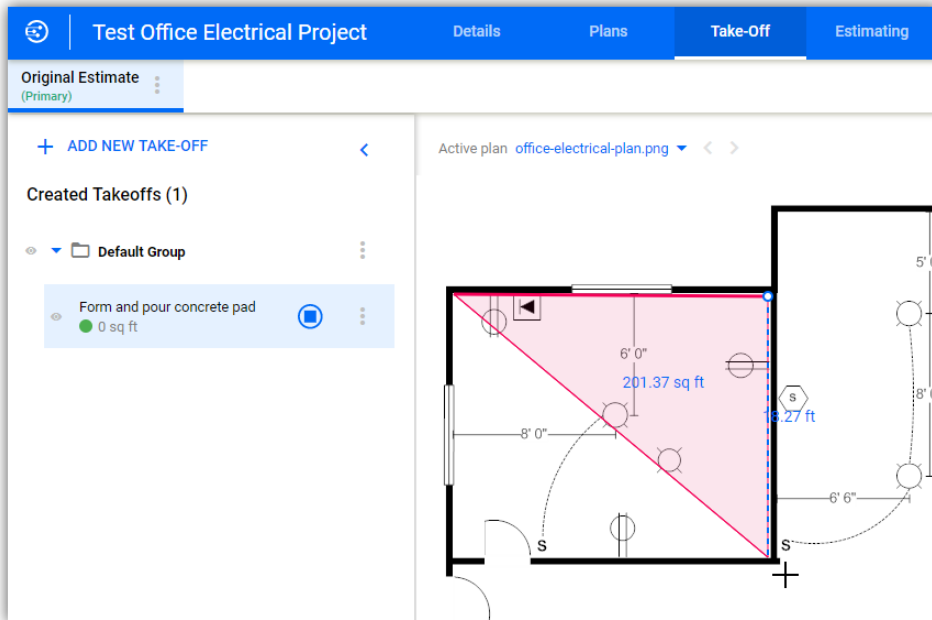 Test Office Electrical Project
Details
Plans
Take-Off
Estimating
Original Estimate
(Primary)
+ ADD NEW TAKE-OFF
Active plan office-electrical-plan.png
Created Takeoffs (1)
Default Group
Form and pour concrete pad
0 sq ft
5'
6' 0"
201.37 sq ft
S
8'
8.27 ft
8' 0"
6' 6"
S
S